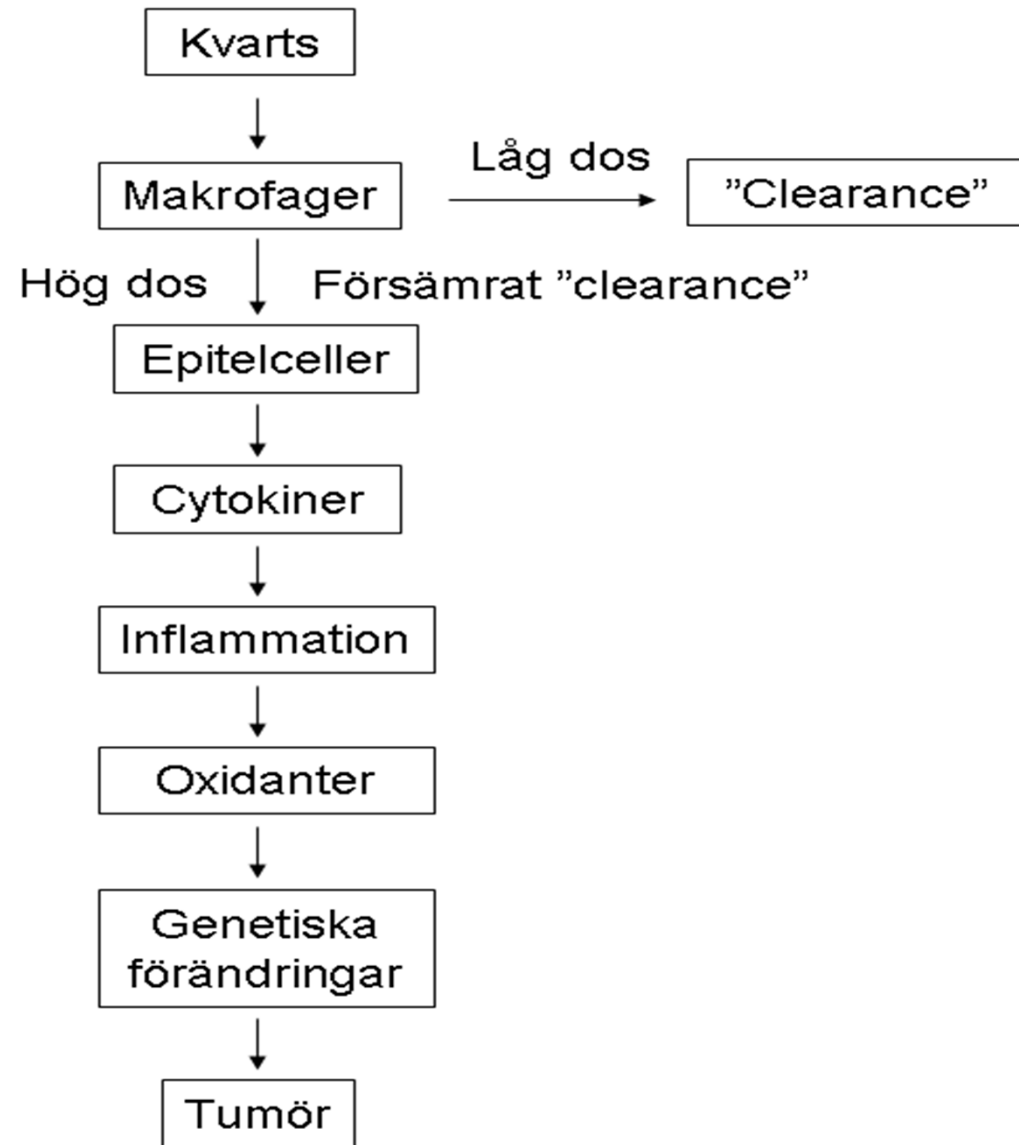 Kvarts
Låg dos
Makrofager
”Clearance”
Hög dos
Försämrat ”clearance”
Epitelceller
Cytokiner
Inflammation
Oxidanter
Genetiska
förändringar
Tumör